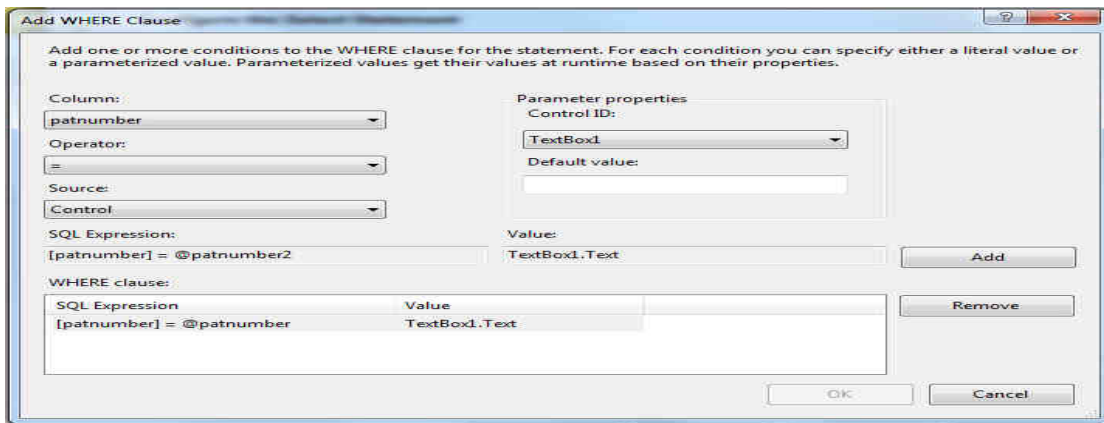 Add WHERE Clause
Add one or more conditions to the WHERE clause for the statement. For each condition you can specify either a literal value or
a parameterized value. Parameterized values get their values at runtime based on their properties.
Column:
patnumber
Operator:
=
Source:
Control
Parameter properties
Control ID:
TextBox1
Default value:
SQL Expression:
[patnumber] = @patnumber2
Value:
TextBox1.Text
Add
WHERE clause:
SQL Expression Value
[patnumber] = @patnumber TextBox1.Text
Remove
OK
Cancel